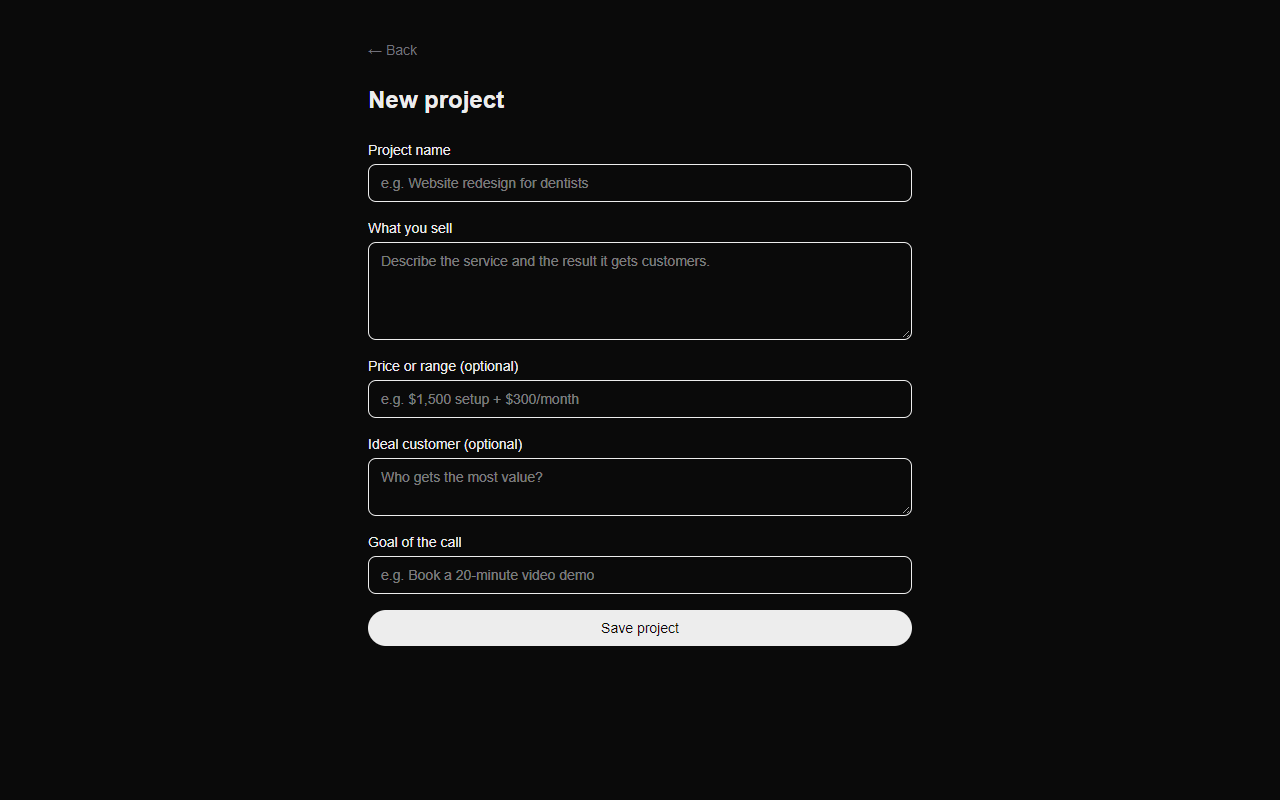 ← Back
New project
Project name
e.g. Website redesign for dentists
What you sell
Describe the service and the result it gets customers.
Price or range (optional)
e.g. $1,500 setup + $300/month
Ideal customer (optional)
Who gets the most value?
Goal of the call
e.g. Book a 20-minute video demo
Save project